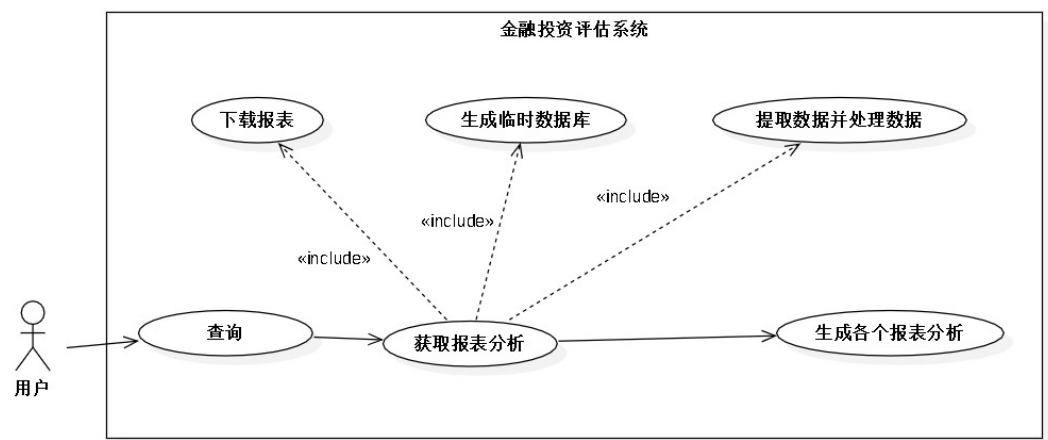 金融投资评估系统
下载报表
生成临时数据库
提取数据并处理数据
«include»
«include»
«include»
查询
获取报表分析
生成各个报表分析
用户